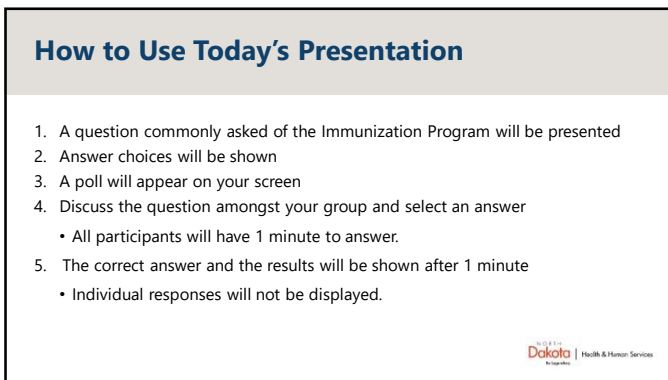 How to Use Today's Presentation
1. A question commonly asked of the Immunization Program will be presented
2. Answer choices will be shown
3. A poll will appear on your screen
4. Discuss the question amongst your group and select an answer
• All participants will have 1 minute to answer.
5. The correct answer and the results will be shown after 1 minute
• Individual responses will not be displayed.
NORTH
Dakota | Health & Human Services
Be Legendary.